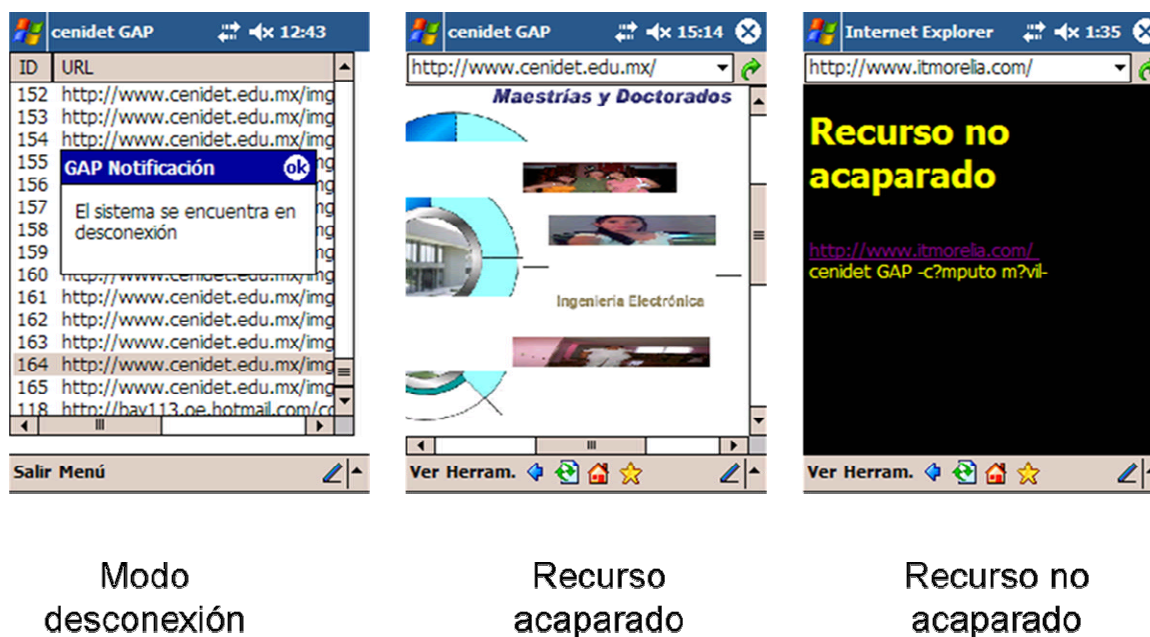 cenidet GAP 12:43
ID URL
152 http://www.cenidet.edu.mx/img
153 http://www.cenidet.edu.mx/img
154 http://www.cenidet.edu.mx/img
155 ng
GAP Notificación ok
156 ng
157 ng
El sistema se encuentra en
158 ng
desconexión
159 ng
160 http://www.cenidet.edu.mx/img
161 http://www.cenidet.edu.mx/img
162 http://www.cenidet.edu.mx/img
163 http://www.cenidet.edu.mx/img
164 http://www.cenidet.edu.mx/img
165 http://www.cenidet.edu.mx/img
118 http://bay113.oe.hotmail.com/cc
Salir Menú
cenidet GAP 15:14
http://www.cenidet.edu.mx/
Maestrías y Doctorados
Ingeniería Electrónica
Ver Herram.
Internet Explorer 1:35
http://www.itmorelia.com/
Recurso no
acaparado
http://www.itmorelia.com/
cenidet GAP -c?mputo m?vil-
Ver Herram.
Modo
desconexión
Recurso
acaparado
Recurso no
acaparado